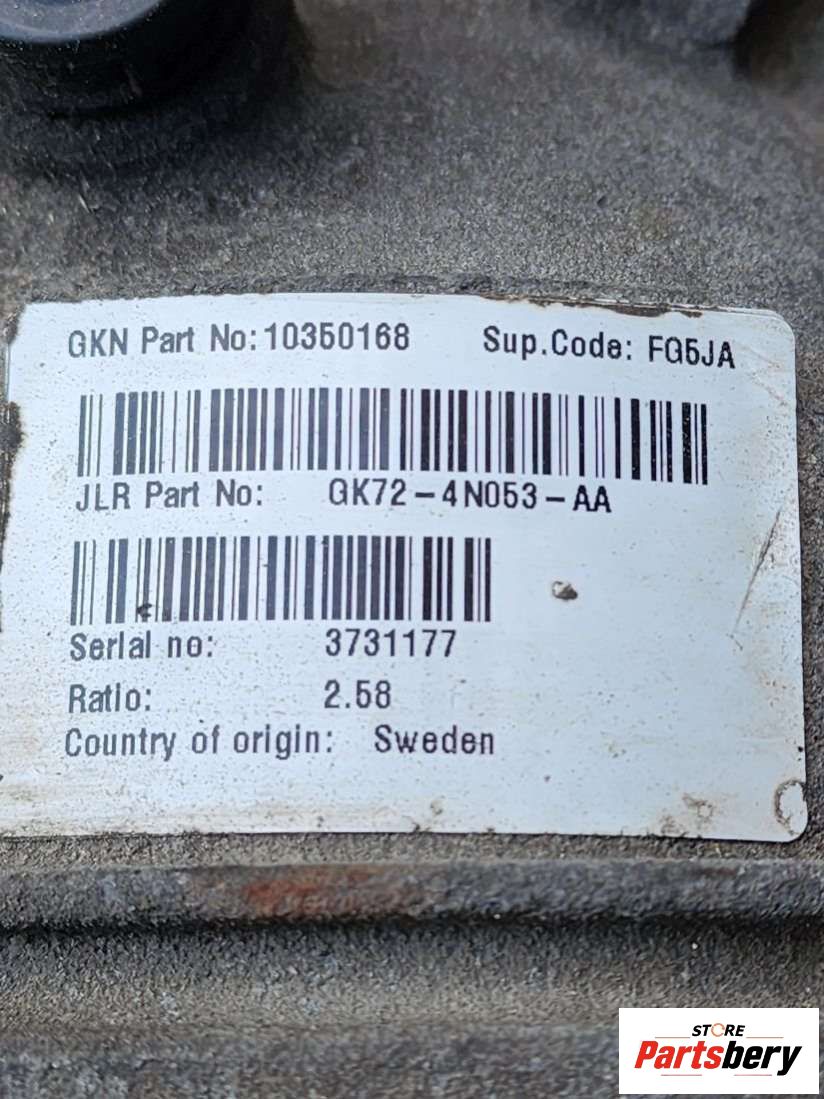 GKN Part No: 10350168 Sup.Code: FG5JA
JLR Part No: GK72-4N053-AA
Serial no: 3731177
Ratio: 2.58
Country of origin: Sweden
STORE
Partsbery